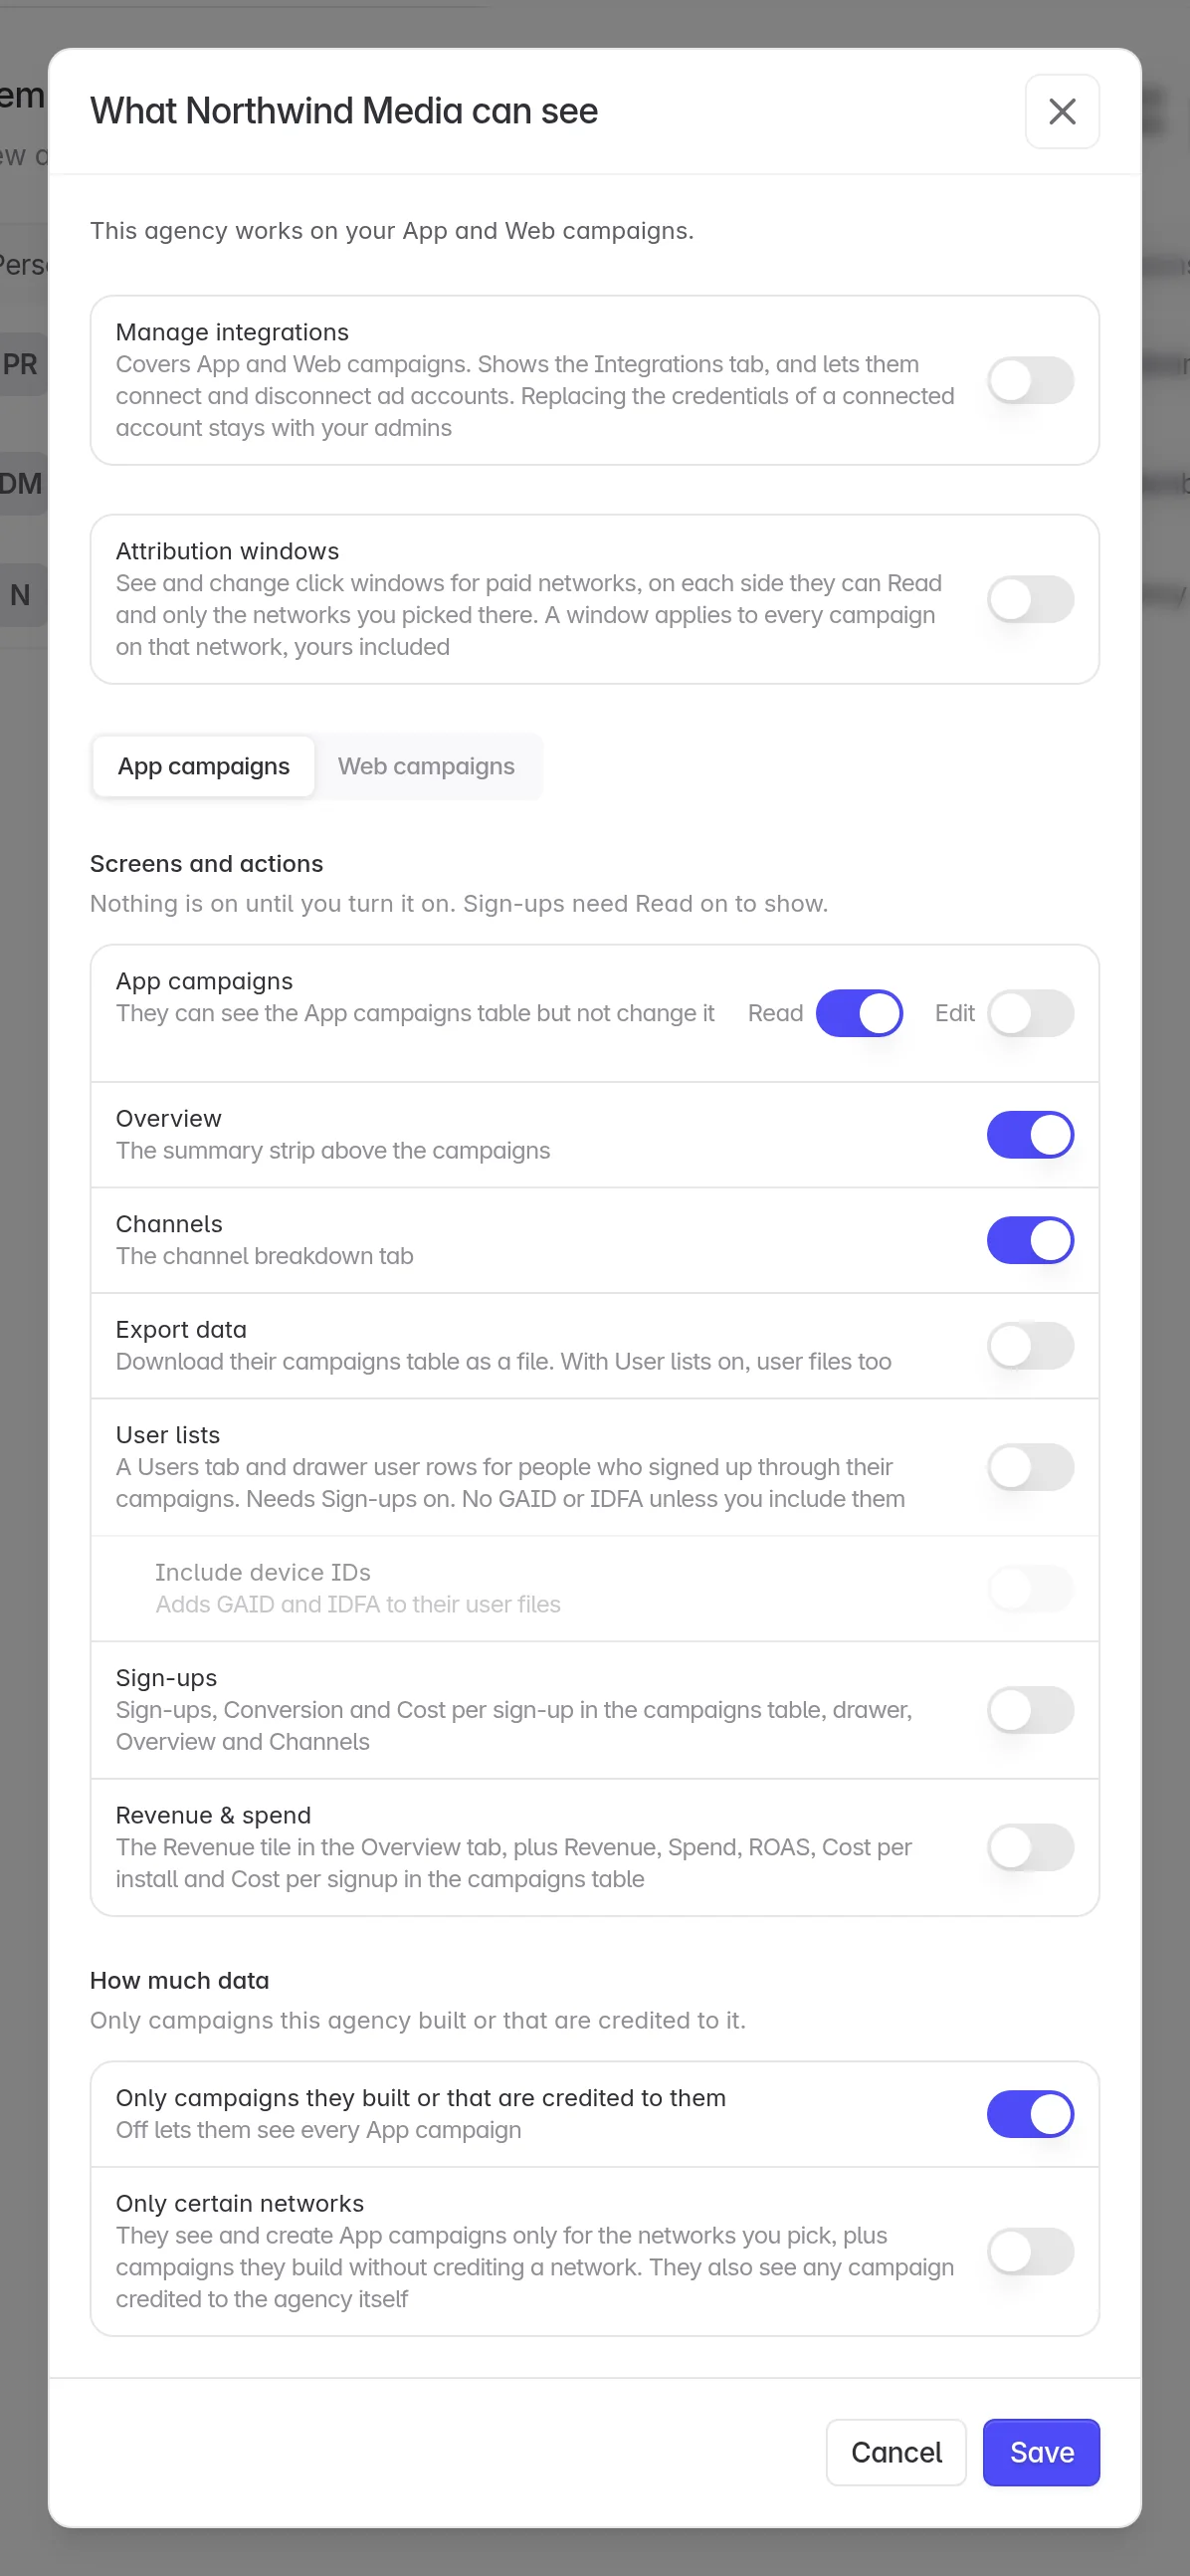 What Northwind Media can see
This agency works on your App and Web campaigns.
Manage integrations
Covers App and Web campaigns. Shows the Integrations tab, and lets them
connect and disconnect ad accounts. Replacing the credentials of a connected
account stays with your admins
Attribution windows
See and change click windows for paid networks, on each side they can Read
and only the networks you picked there. A window applies to every campaign
on that network, yours included
App campaigns Web campaigns
Screens and actions
Nothing is on until you turn it on. Sign-ups need Read on to show.
App campaigns
They can see the App campaigns table but not change it Read Edit
Overview
The summary strip above the campaigns
Channels
The channel breakdown tab
Export data
Download their campaigns table as a file. With User lists on, user files too
User lists
A Users tab and drawer user rows for people who signed up through their
campaigns. Needs Sign-ups on. No GAID or IDFA unless you include them
Include device IDs
Adds GAID and IDFA to their user files
Sign-ups
Sign-ups, Conversion and Cost per sign-up in the campaigns table, drawer,
Overview and Channels
Revenue & spend
The Revenue tile in the Overview tab, plus Revenue, Spend, ROAS, Cost per
install and Cost per signup in the campaigns table
How much data
Only campaigns this agency built or that are credited to it.
Only campaigns they built or that are credited to them
Off lets them see every App campaign
Only certain networks
They see and create App campaigns only for the networks you pick, plus
campaigns they build without crediting a network. They also see any campaign
credited to the agency itself
Cancel Save
PR
DM
N